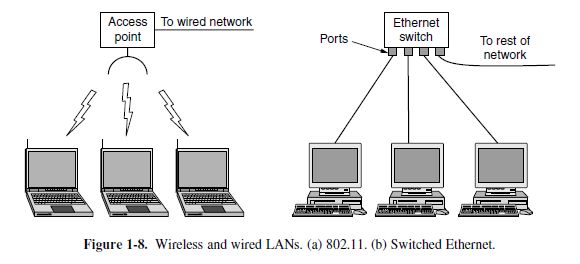 Access
point
To wired network
Ports
Ethernet
switch
To rest of
network
Figure 1-8. Wireless and wired LANs. (a) 802.11. (b) Switched Ethernet.